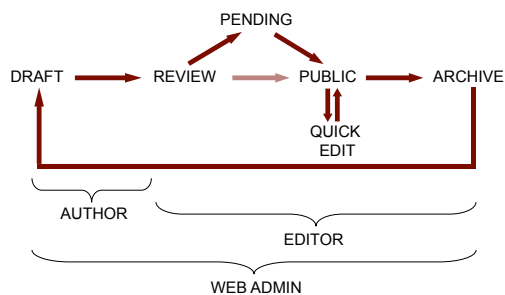 PENDING
DRAFT
REVIEW
PUBLIC
ARCHIVE
QUICK
EDIT
AUTHOR
EDITOR
WEB ADMIN